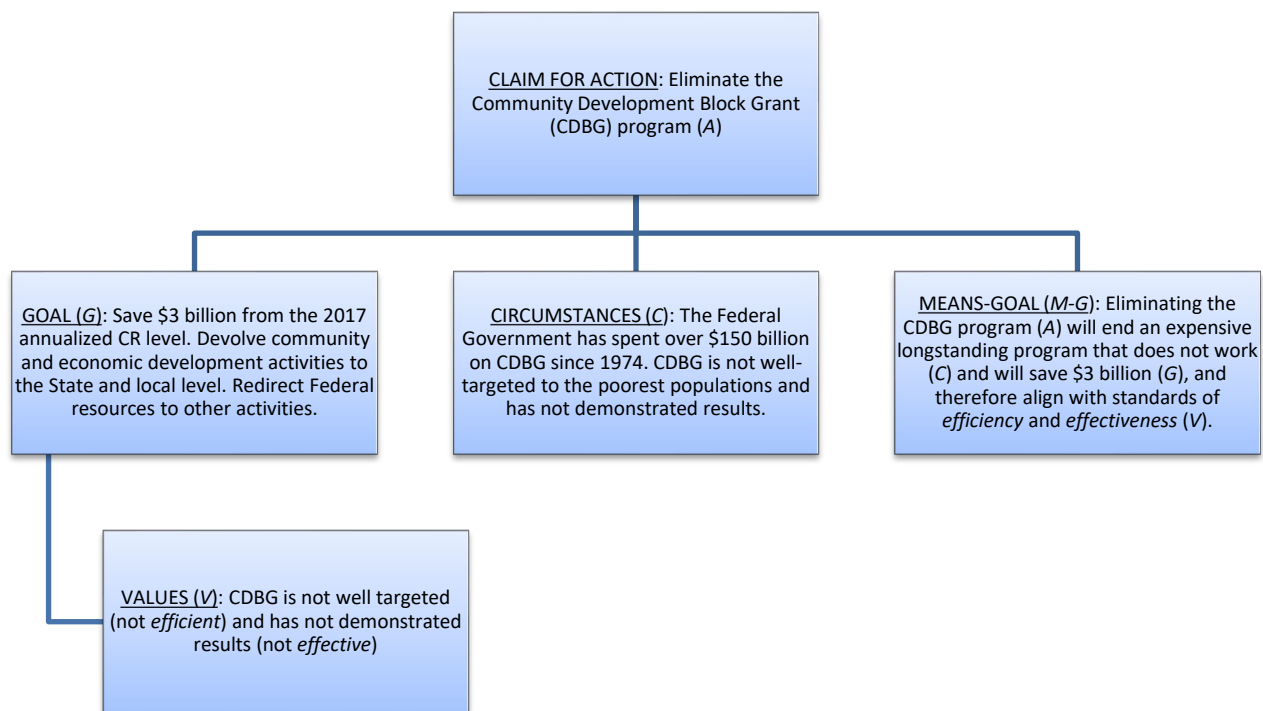 CLAIM FOR ACTION: Eliminate the
Community Development Block Grant
(CDBG) program (A)
GOAL (G): Save $3 billion from the 2017
annualized CR level. Devolve community
and economic development activities to
the State and local level. Redirect Federal
resources to other activities.
CIRCUMSTANCES (C): The Federal
Government has spent over $150 billion
on CDBG since 1974. CDBG is not well-
targeted to the poorest populations and
has not demonstrated results.
MEANS-GOAL (M-G): Eliminating the
CDBG program (A) will end an expensive
longstanding program that does not work
(C) and will save $3 billion (G), and
therefore align with standards of
efficiency and effectiveness (V).
VALUES (V): CDBG is not well targeted
(not efficient) and has not demonstrated
results (not effective)